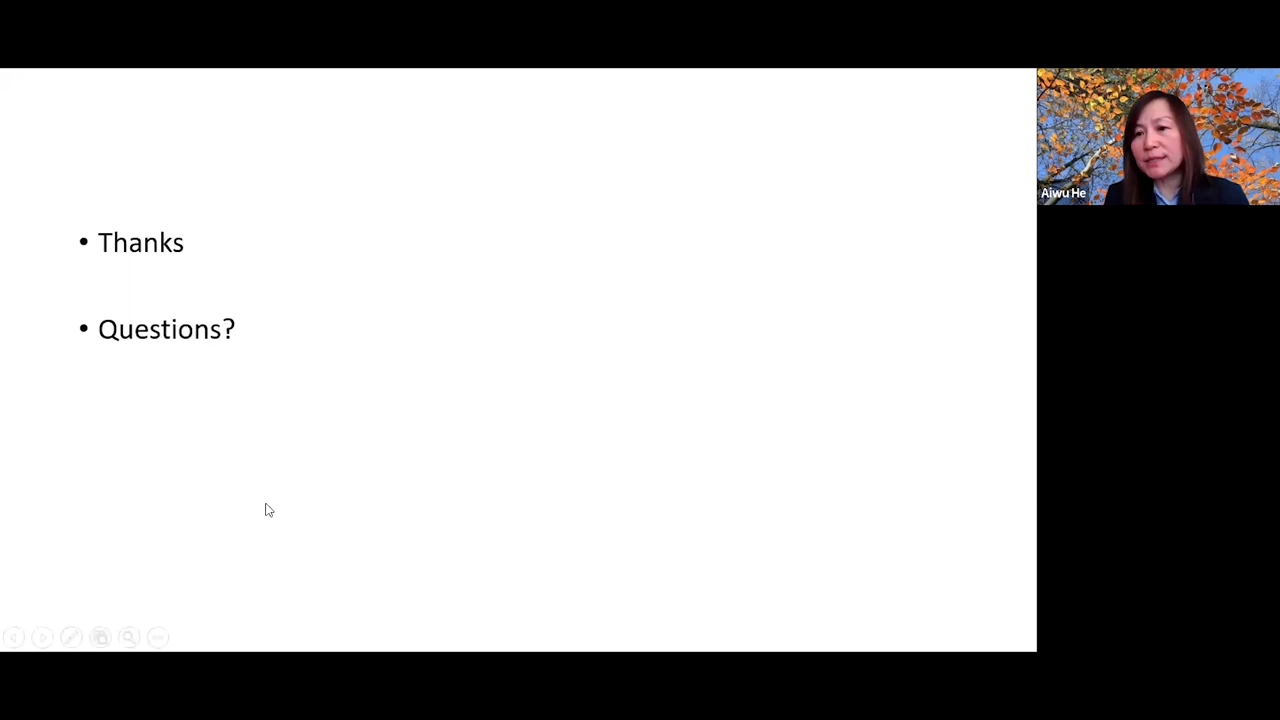 • Thanks
• Questions?
Aiwu He